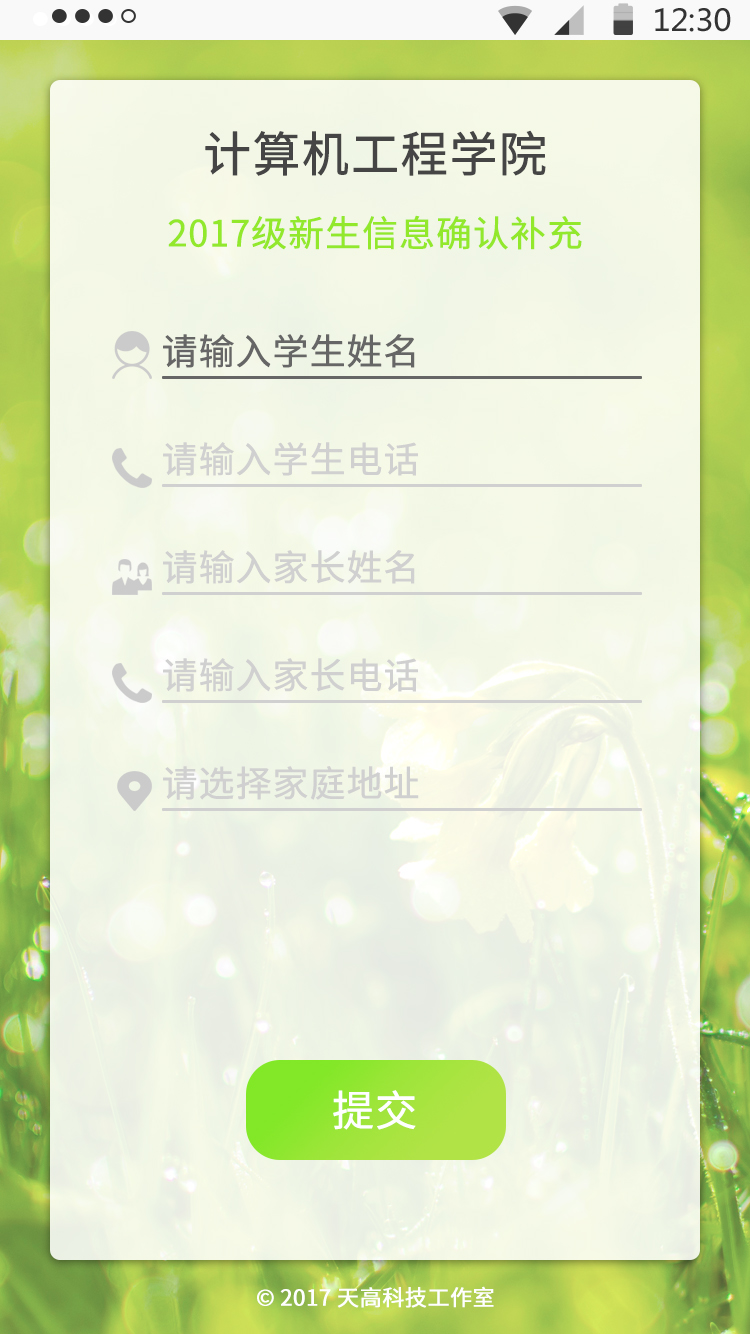 12:30
计算机工程学院
2017级新生信息确认补充
请输入学生姓名
请输入学生电话
请输入家长姓名
请输入家长电话
请选择家庭地址
提交
© 2017 天高科技工作室